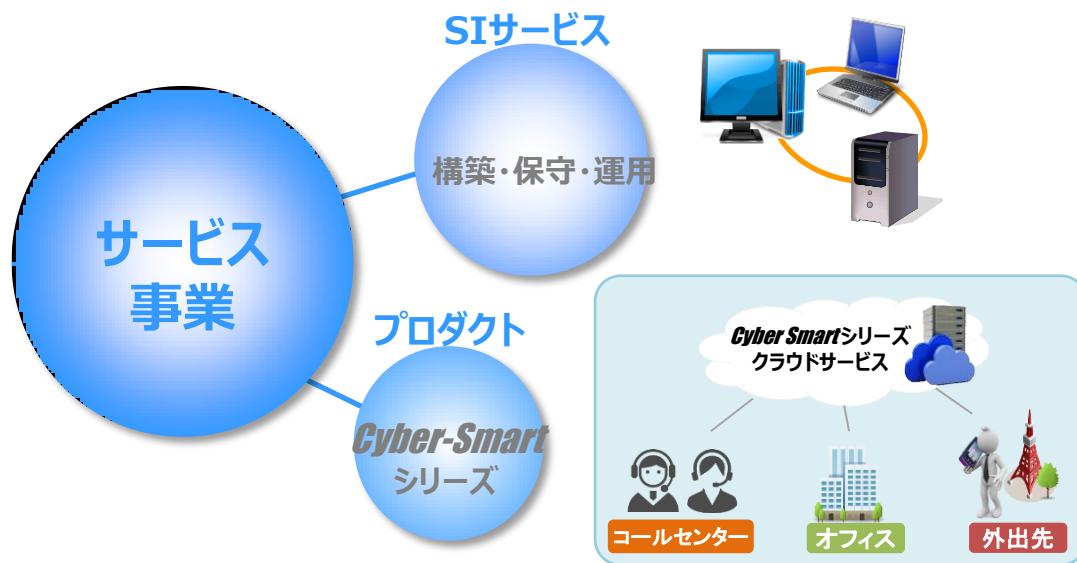 SIサービス
構築・保守・運用
サービス
事業
プロダクト
Cyber-Smart
シリーズ
Cyber Smartシリーズ
クラウドサービス
コールセンター
オフィス
外出先